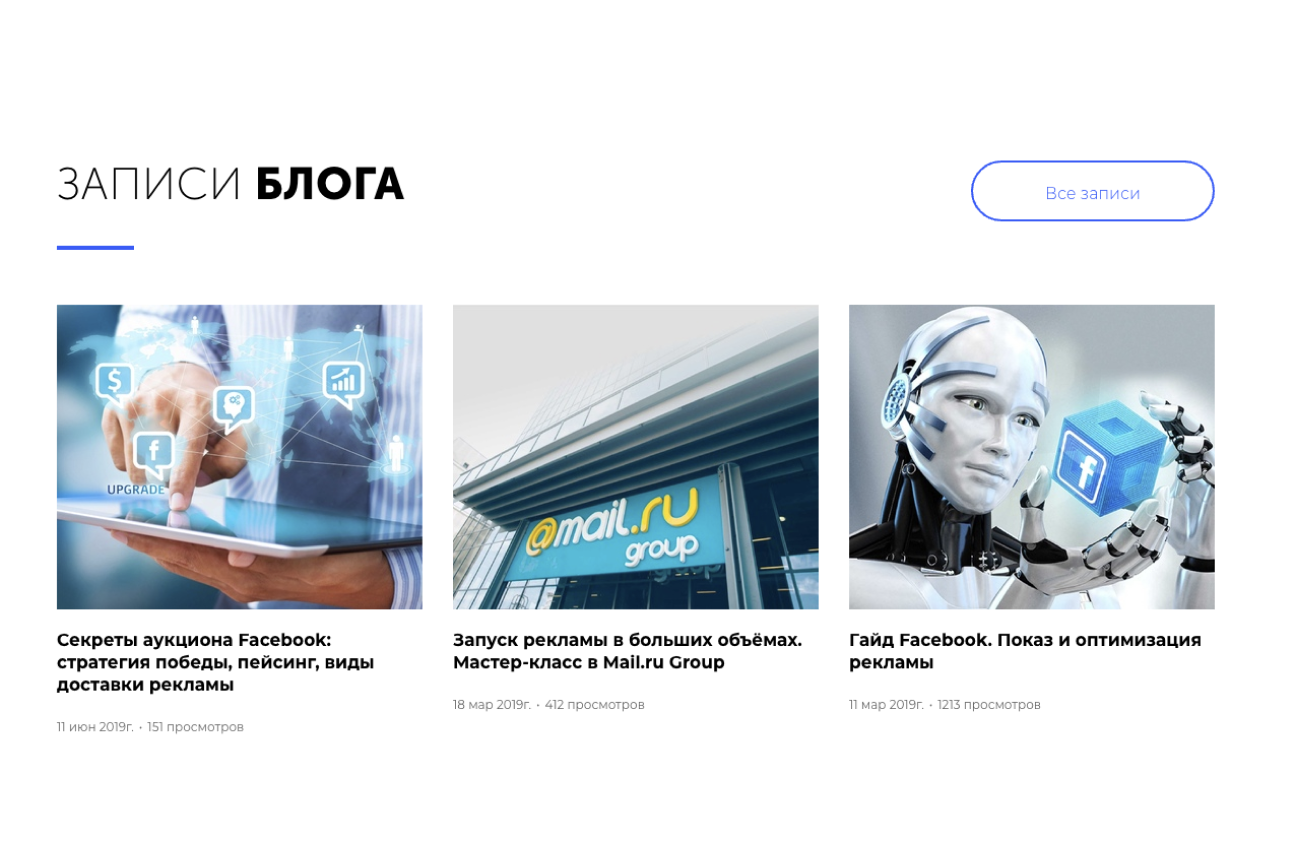 ЗАПИСИ БЛОГА
Все записи
$
f
UPGRADE
@mail.ru
group
f
Секреты аукциона Facebook:
стратегия победы, пейсинг, виды
доставки рекламы
11 июн 2019г. • 151 просмотров
Запуск рекламы в больших объёмах.
Мастер-класс в Mail.ru Group
18 мар 2019г. • 412 просмотров
Гайд Facebook. Показ и оптимизация
рекламы
11 мар 2019г. • 1213 просмотров